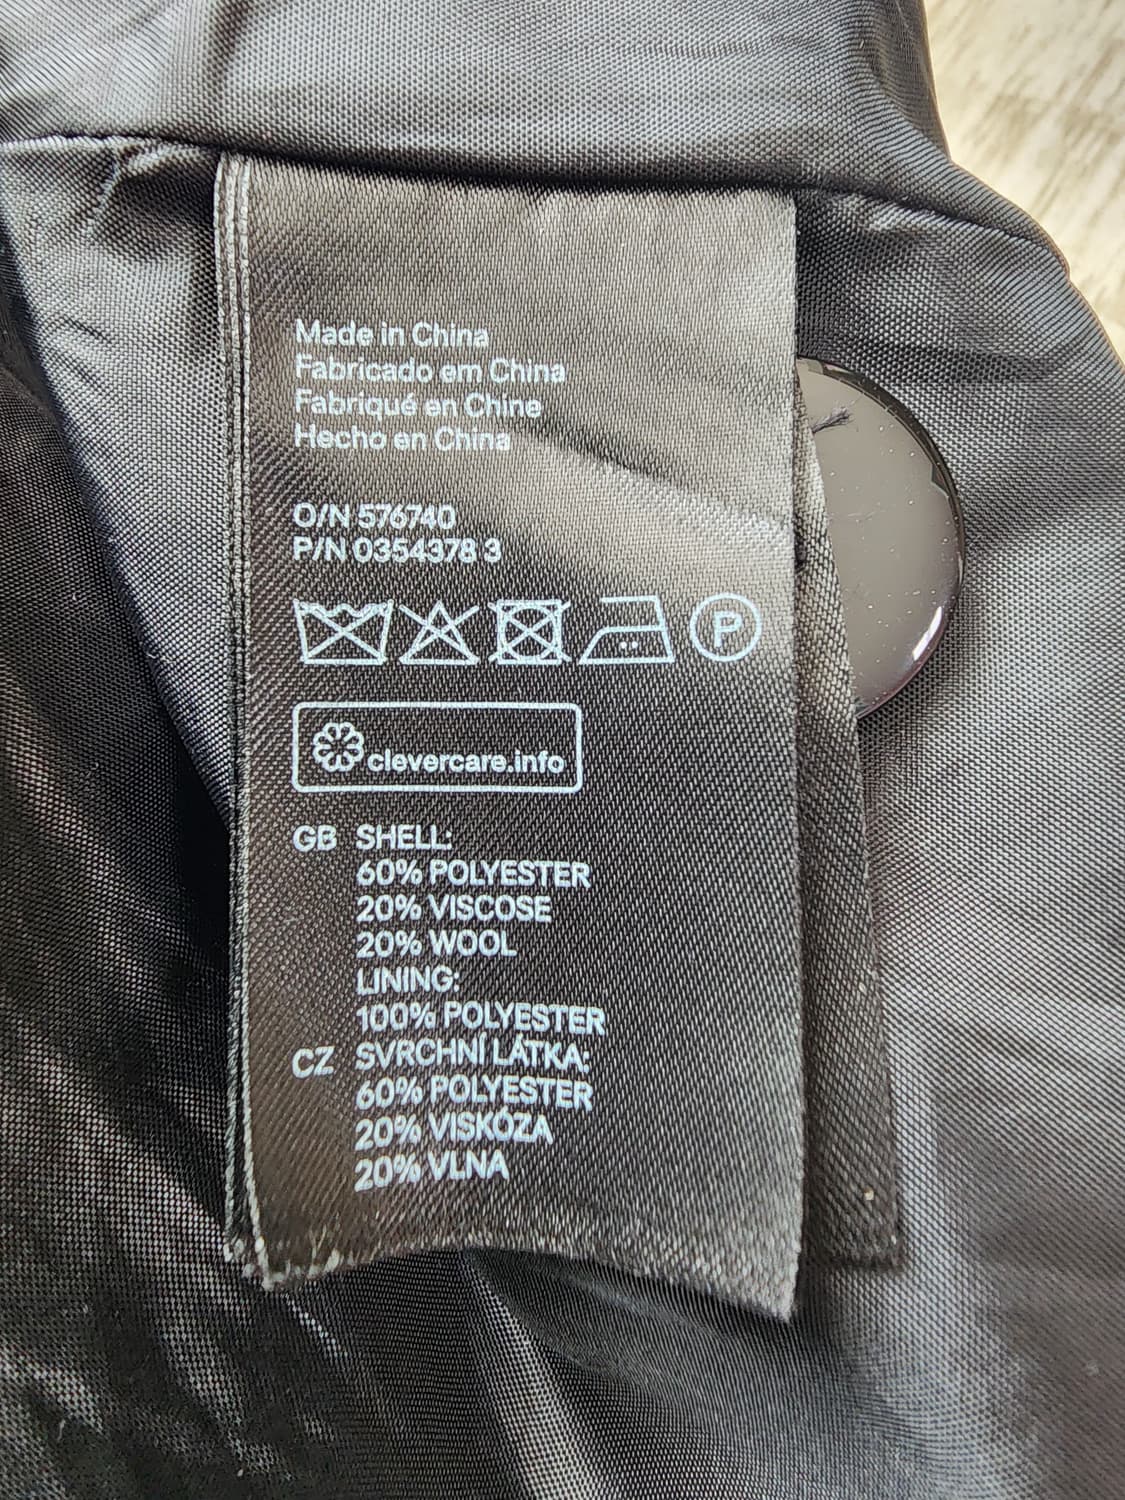 Made in China
Fabricado em China
Fabriqué en Chine
Hecho en China
O/N 576740
P/N 0354378 3
P
clevercare.info
GB SHELL:
60% POLYESTER
20% VISCOSE
20% WOOL
LINING:
100% POLYESTER
CZ SVRCHNÍ LÁTKA:
60% POLYESTER
20% VISKÓZA
20% VLNA